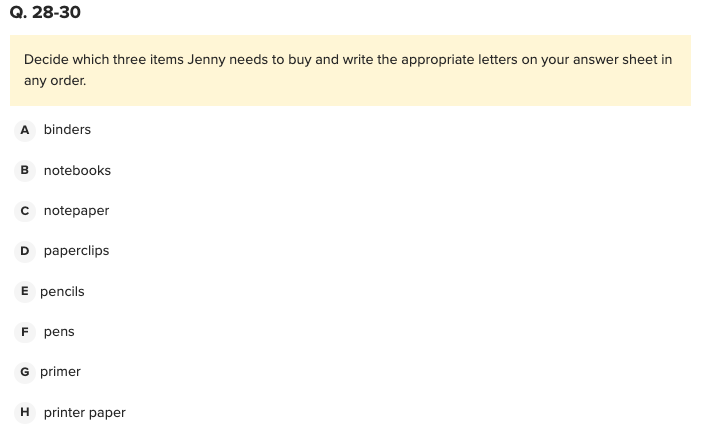 Q. 28-30
Decide which three items Jenny needs to buy and write the appropriate letters on your answer sheet in
any order.
A binders
B notebooks
C notepaper
D paperclips
E pencils
F pens
G primer
H printer paper